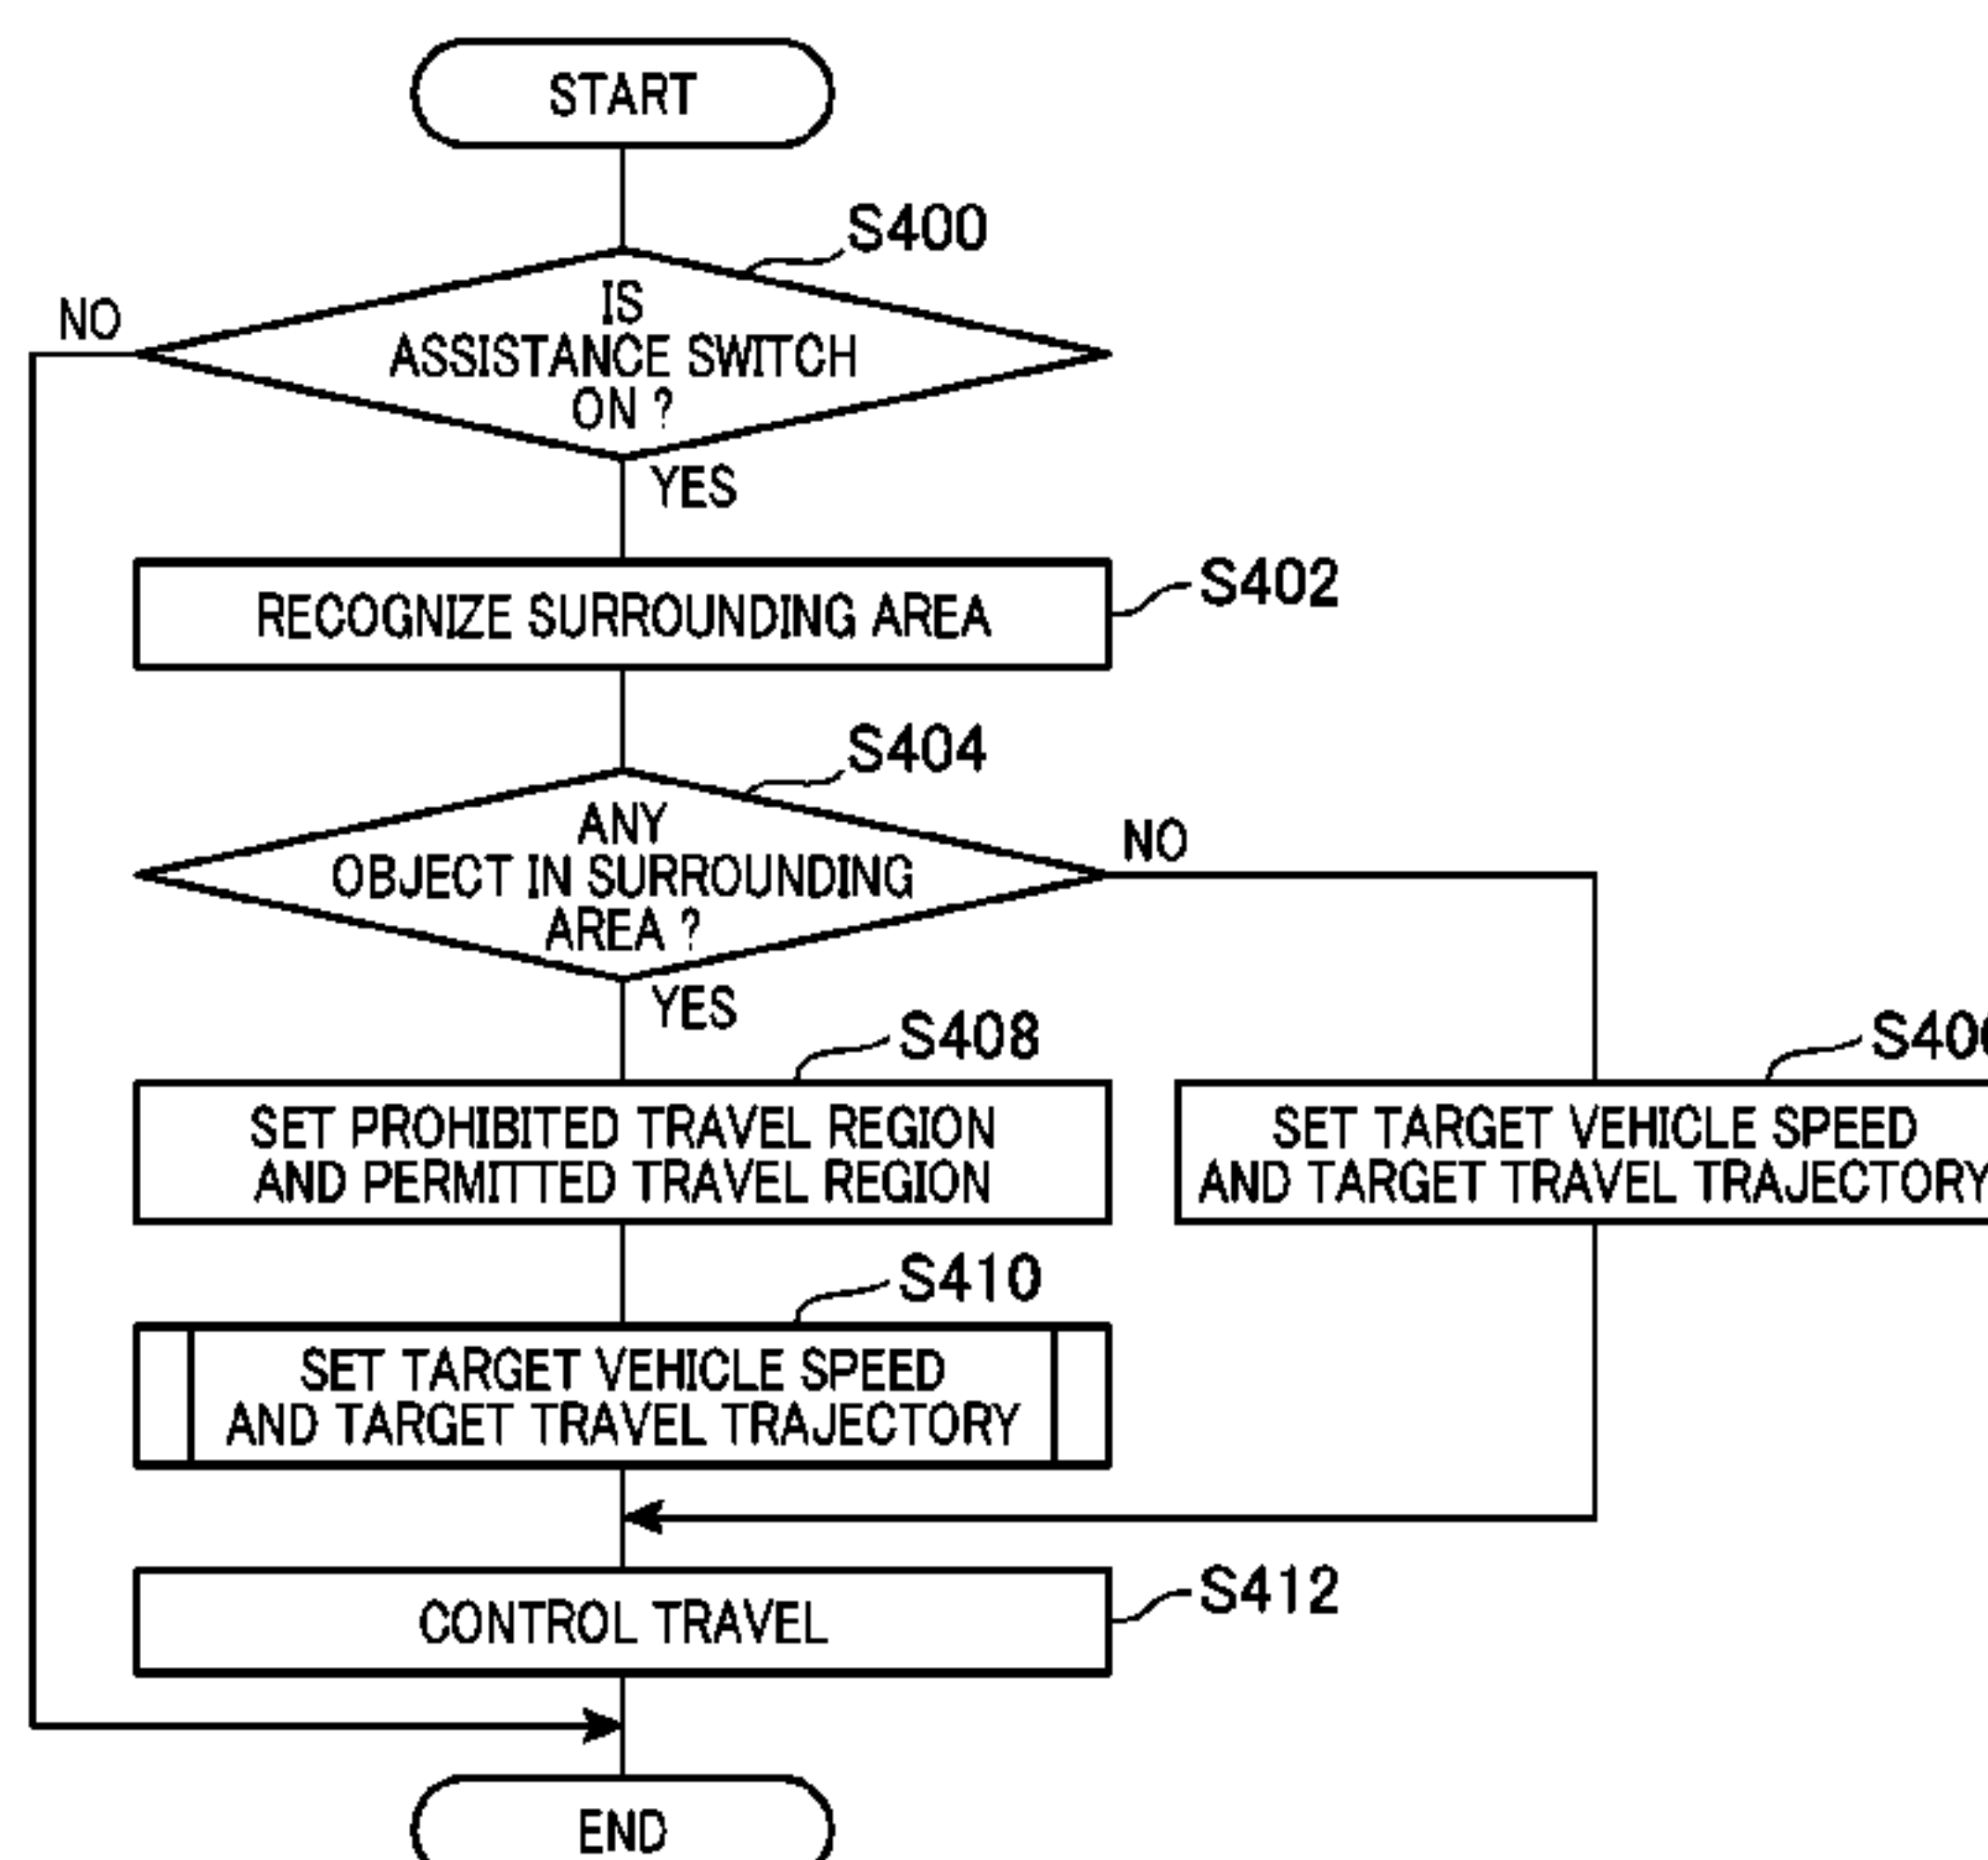 START
S400
NO
IS
ASSISTANCE SWITCH
ON ?
YES
RECOGNIZE SURROUNDING AREA
S402
S404
ANY
OBJECT IN SURROUNDING
AREA ?
NO
YES
S408
SET PROHIBITED TRAVEL REGION
AND PERMITTED TRAVEL REGION
SET TARGET VEHICLE SPEED
AND TARGET TRAVEL TRAJECTORY
S410
SET TARGET VEHICLE SPEED
AND TARGET TRAVEL TRAJECTORY
CONTROL TRAVEL
S412
END